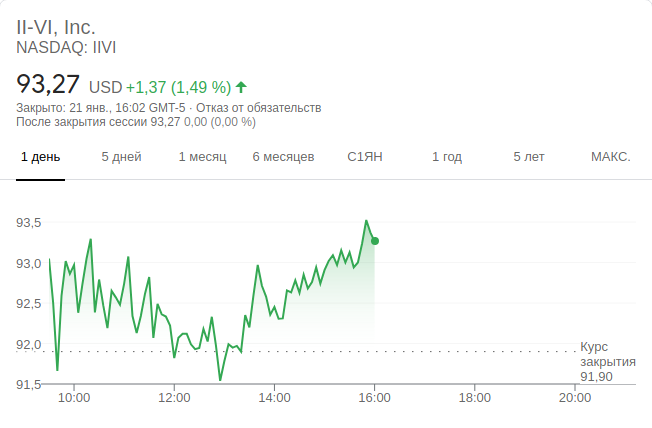 II-VI, Inc.
NASDAQ: IIVI
93,27 USD +1,37 (1,49 %)
Закрыто: 21 янв., 16:02 GMT-5 · Отказ от обязательств
После закрытия сессии 93,27 0,00 (0,00 %)
1 день 5 дней 1 месяц 6 месяцев С1ЯН 1 год 5 лет МАКС.
93,5
93,0
92,5
92,0
Курс
закрытия
91,90
91,5
10:00 12:00 14:00 16:00 18:00 20:00